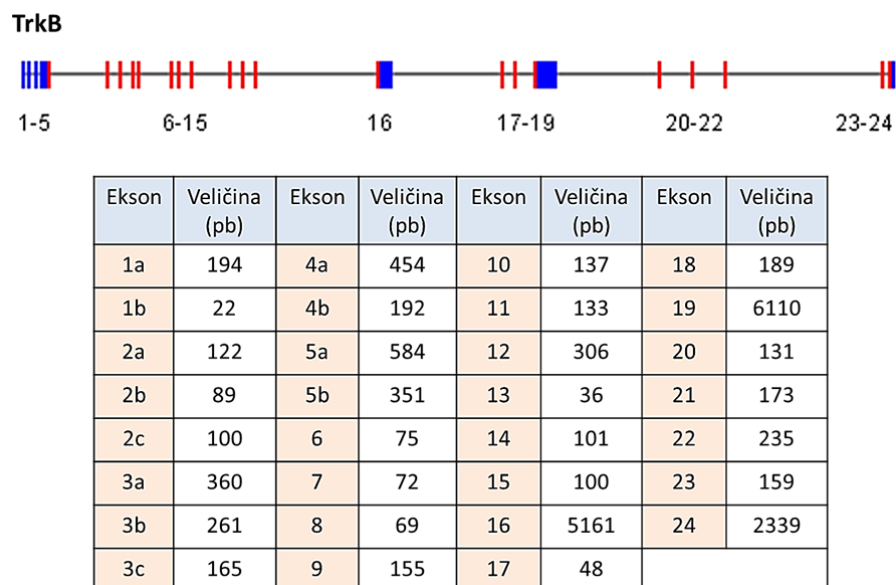 TrkB
1-5 6-15 16 17-19 20-22 23-24
Ekson Veličina (pb) Ekson Veličina (pb) Ekson Veličina (pb) Ekson Veličina (pb)
1a 194 4a 454 10 137 18 189
1b 22 4b 192 11 133 19 6110
2a 122 5a 584 12 306 20 131
2b 89 5b 351 13 36 21 173
2c 100 6 75 14 101 22 235
3a 360 7 72 15 100 23 159
3b 261 8 69 16 5161 24 2339
3c 165 9 155 17 48